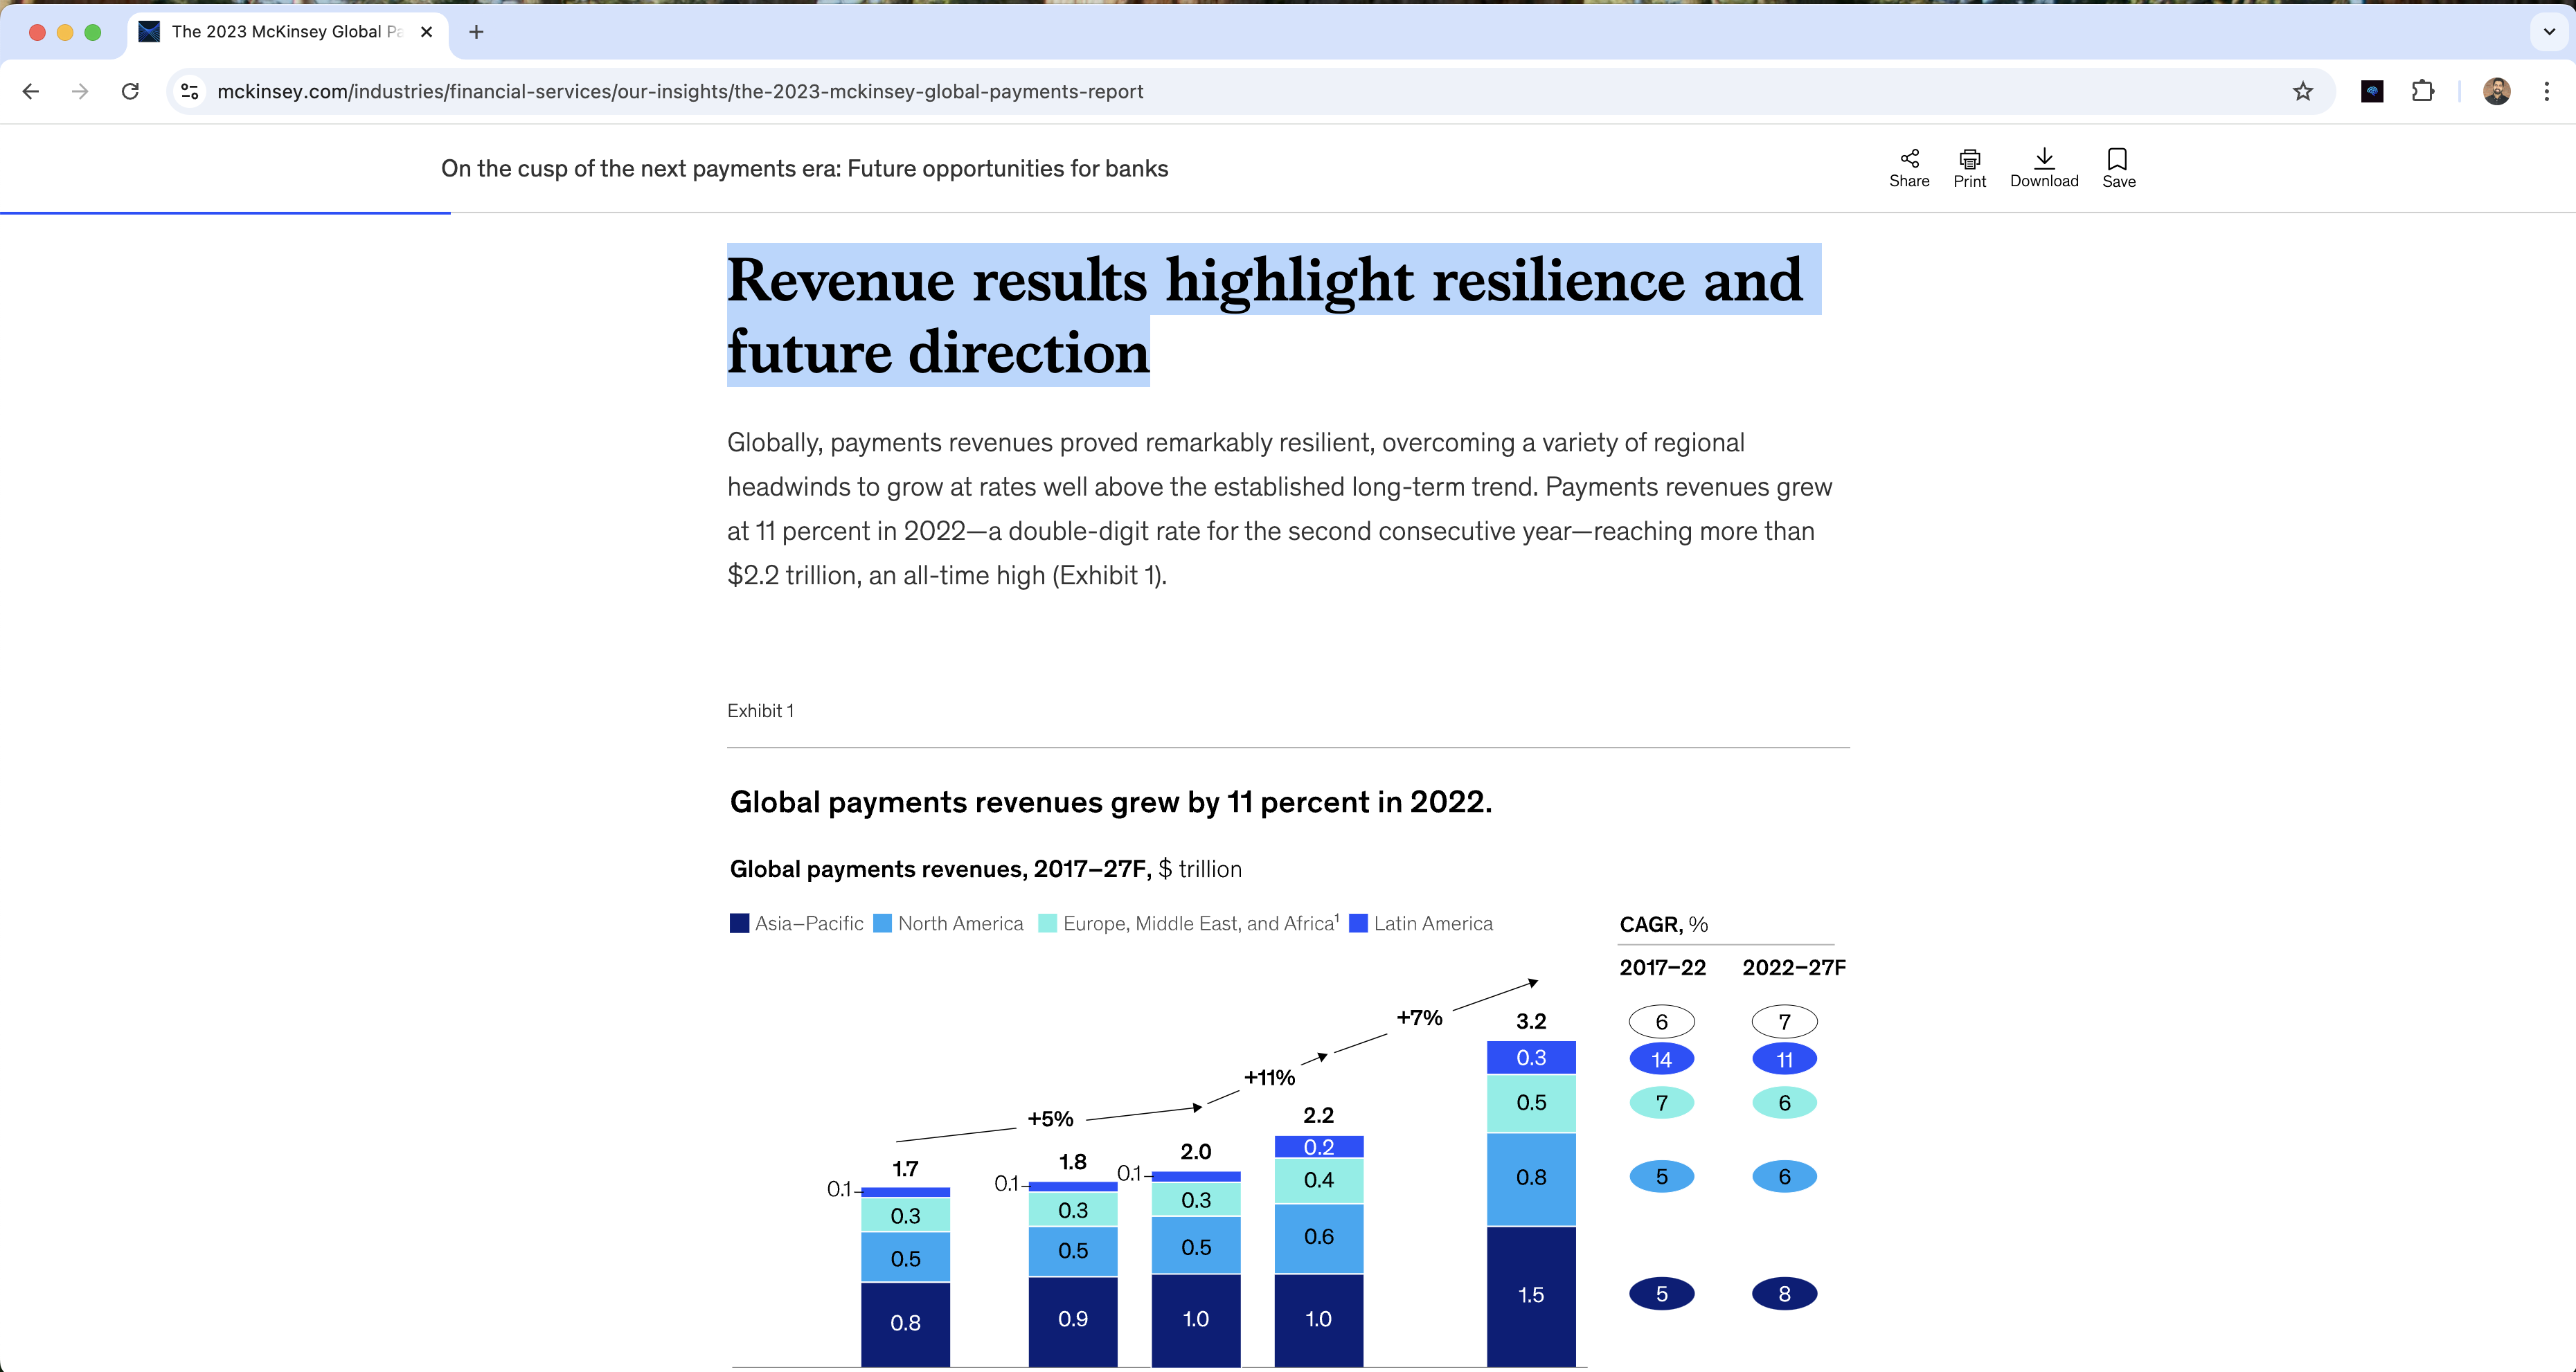 The 2023 McKinsey Global Pa
mckinsey.com/industries/financial-services/our-insights/the-2023-mckinsey-global-payments-report
On the cusp of the next payments era: Future opportunities for banks
Share
Print
Download
Save
Revenue results highlight resilience and
future direction
Globally, payments revenues proved remarkably resilient, overcoming a variety of regional
headwinds to grow at rates well above the established long-term trend. Payments revenues grew
at 11 percent in 2022—a double-digit rate for the second consecutive year—reaching more than
$2.2 trillion, an all-time high (Exhibit 1).
Exhibit 1
Global payments revenues grew by 11 percent in 2022.
Global payments revenues, 2017–27F, $ trillion
Asia–Pacific North America Europe, Middle East, and Africa¹ Latin America
CAGR, %
2017–22 2022–27F
+5%
+11%
+7%
1.7
0.1
0.3
0.5
0.8
1.8
0.1
0.3
0.5
0.9
2.0
0.1
0.3
0.5
1.0
2.2
0.2
0.4
0.6
1.0
3.2
0.3
0.5
0.8
1.5
6 7
14 11
7 6
5 6
5 8